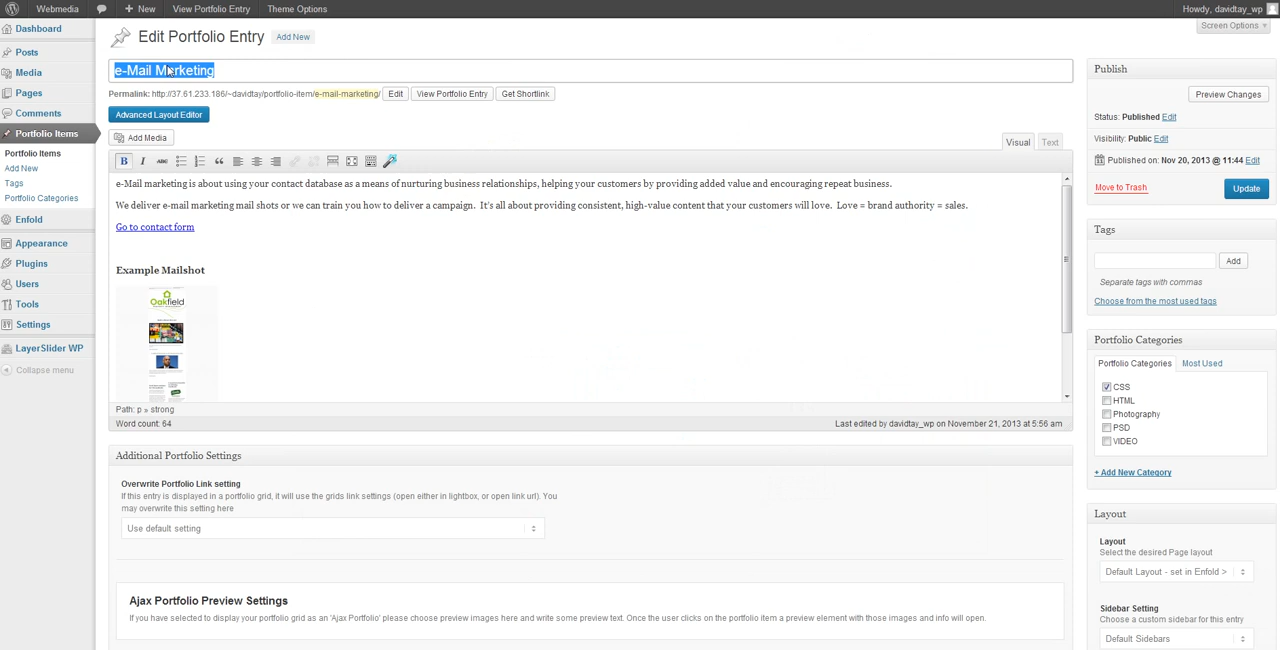 Webmedia + New View Portfolio Entry Theme Options Howdy, davidtay_wp
Screen Options
Dashboard
Posts
Media
Pages
Comments
Portfolio Items
Portfolio Items
Add New
Tags
Portfolio Categories
Enfold
Appearance
Plugins
Users
Tools
Settings
LayerSlider WP
Collapse menu
Edit Portfolio Entry Add New
e-Mail Marketing
Permalink: http://37.61.233.186/~davidtay/portfolio-item/e-mail-marketing/ Edit View Portfolio Entry Get Shortlink
Advanced Layout Editor
Add Media
Visual Text
B I ABC
e-Mail marketing is about using your contact database as a means of nurturing business relationships, helping your customers by providing added value and encouraging repeat business.
We deliver e-mail marketing mail shots or we can train you how to deliver a campaign. It's all about providing consistent, high-value content that your customers will love. Love = brand authority = sales.
Go to contact form
Example Mailshot
Oakfield
Path: p » strong
Word count: 64 Last edited by davidtay_wp on November 21, 2013 at 5:56 am
Additional Portfolio Settings
Overwrite Portfolio Link setting
If this entry is displayed in a portfolio grid, it will use the grids link settings (open either in lightbox, or open link url). You
may overwrite this setting here
Use default setting
Ajax Portfolio Preview Settings
If you have selected to display your portfolio grid as an 'Ajax Portfolio' please choose preview images here and write some preview text. Once the user clicks on the portfolio item a preview element with those images and info will open.
Publish
Preview Changes
Status: Published Edit
Visibility: Public Edit
Published on: Nov 20, 2013 @ 11:44 Edit
Move to Trash Update
Tags
Add
Separate tags with commas
Choose from the most used tags
Portfolio Categories
Portfolio Categories Most Used
CSS
HTML
Photography
PSD
VIDEO
+ Add New Category
Layout
Layout
Select the desired Page layout
Default Layout - set in Enfold >
Sidebar Setting
Choose a custom sidebar for this entry
Default Sidebars